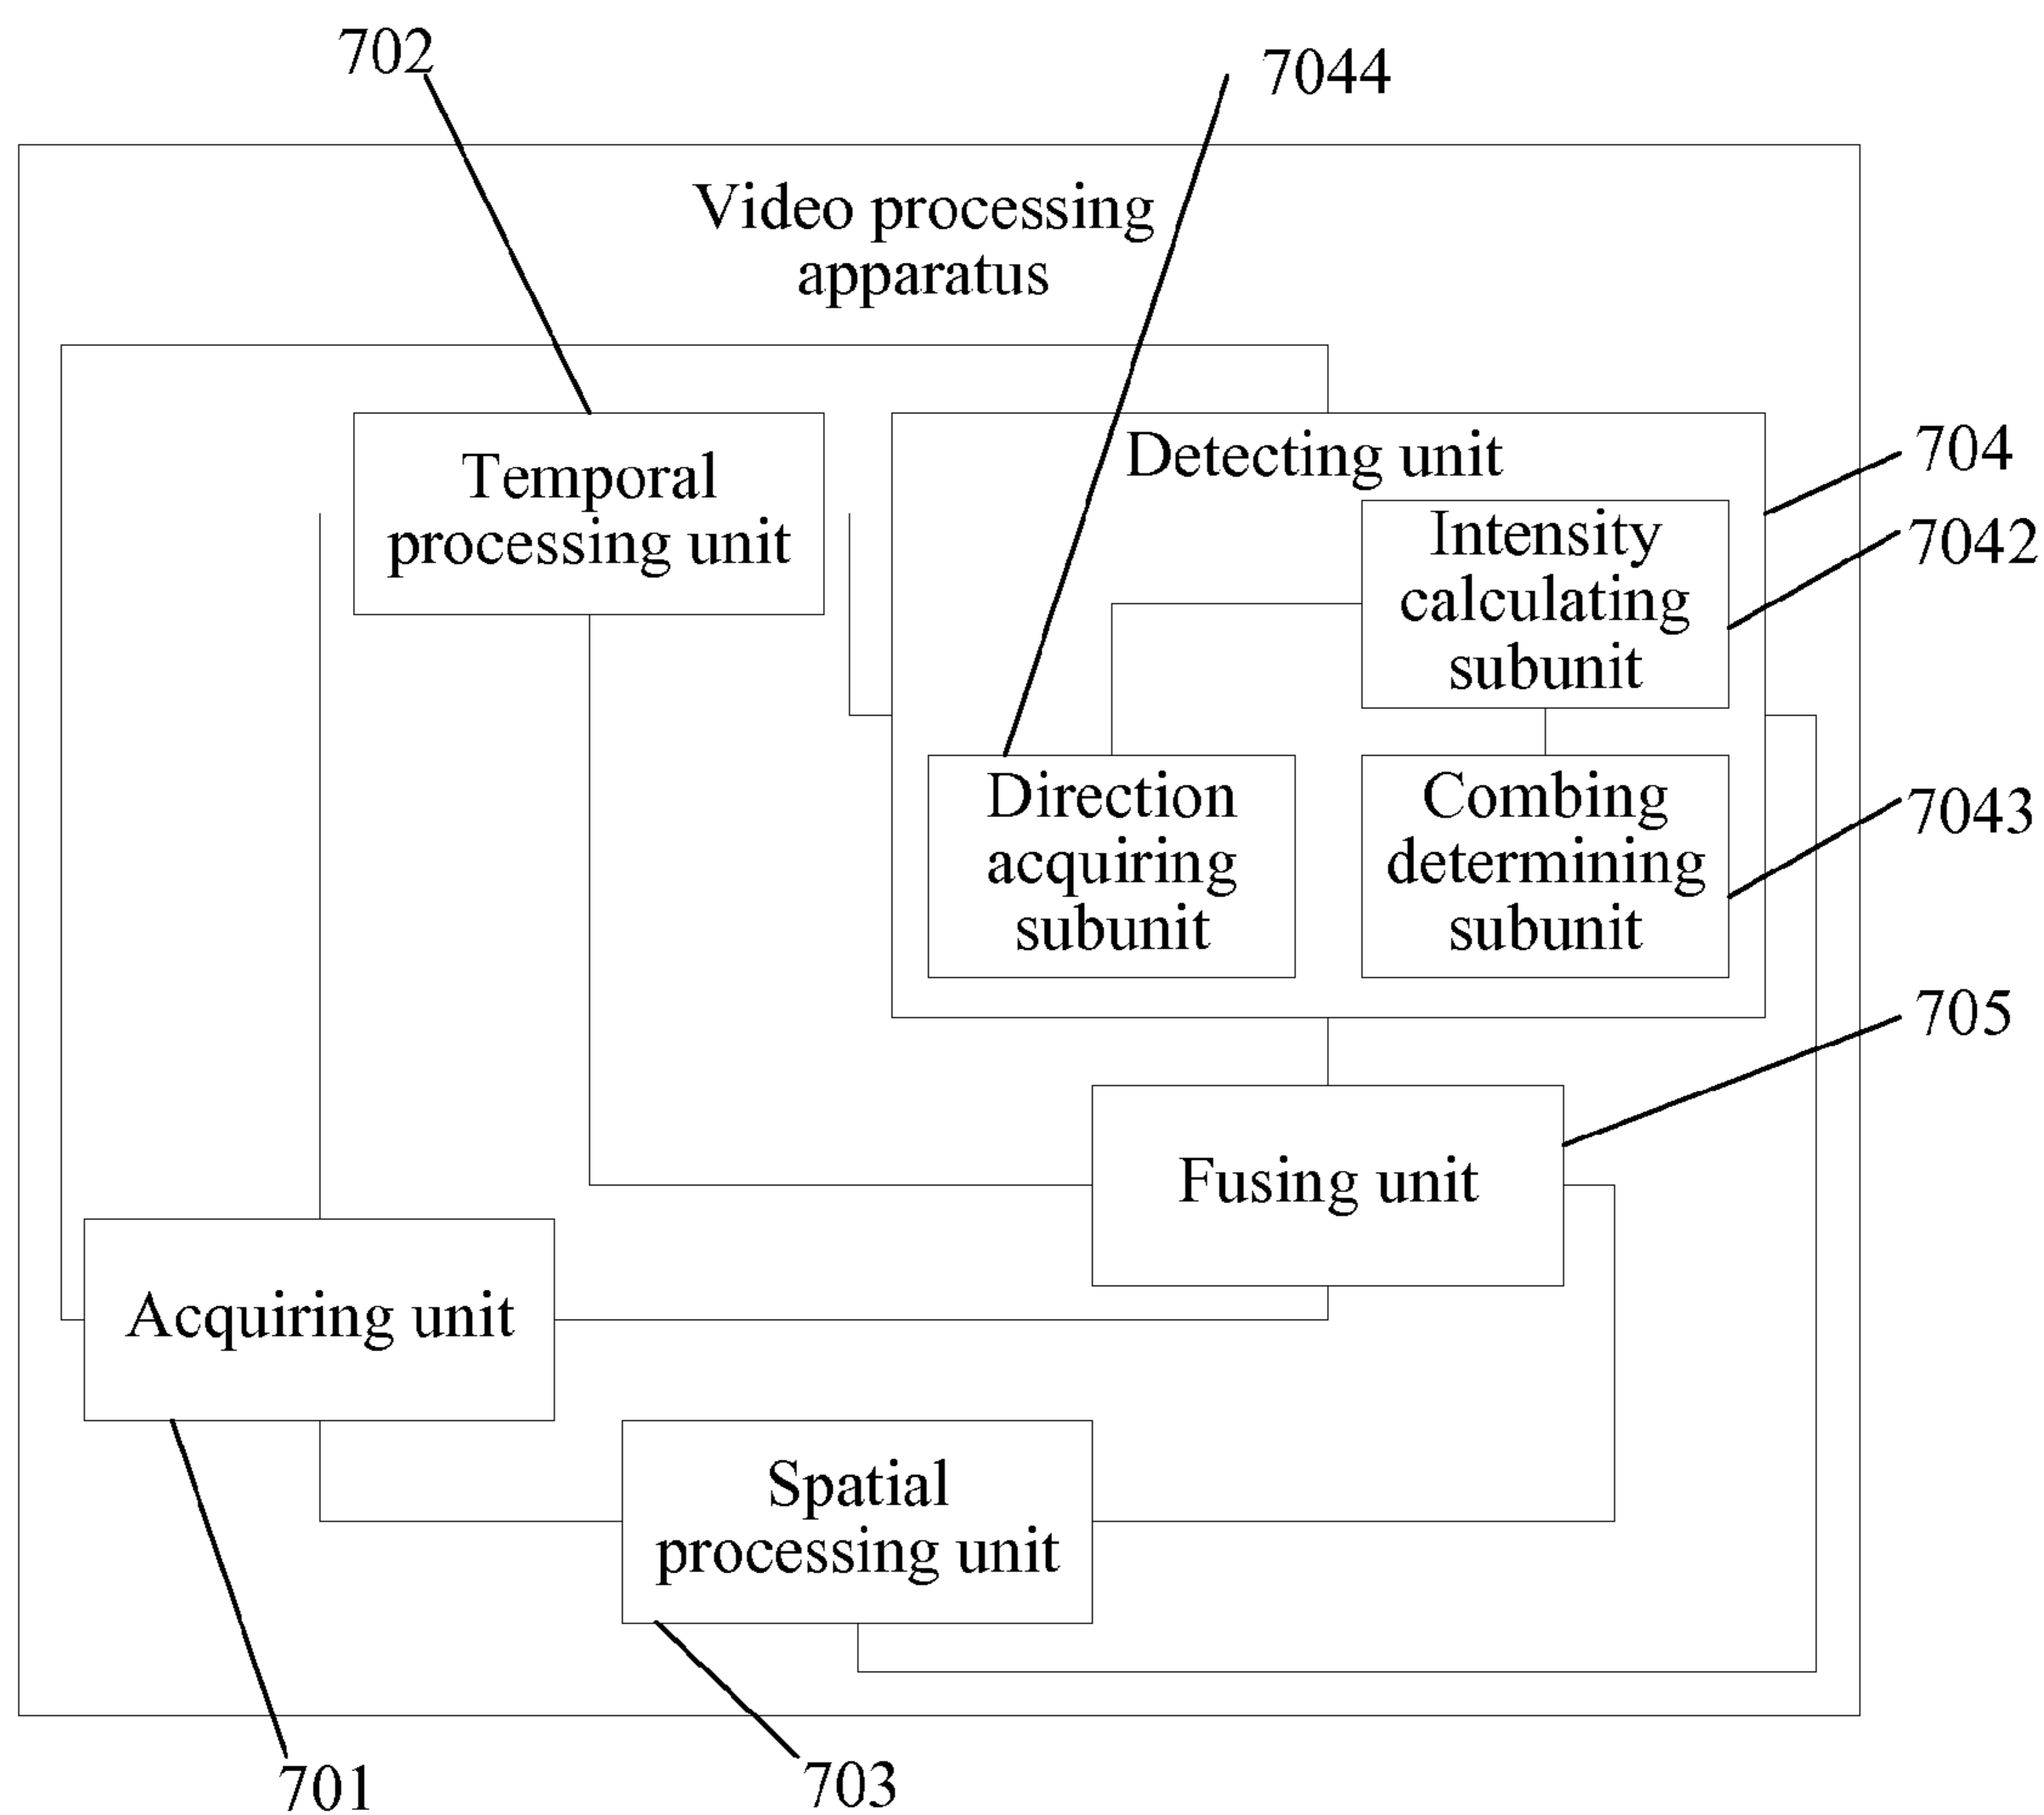 702
7044
Video processing
apparatus
Temporal
processing unit
Detecting unit
704
Intensity
calculating
subunit
7042
Direction
acquiring
subunit
Combing
determining
subunit
7043
705
Fusing unit
Acquiring unit
Spatial
processing unit
701
703